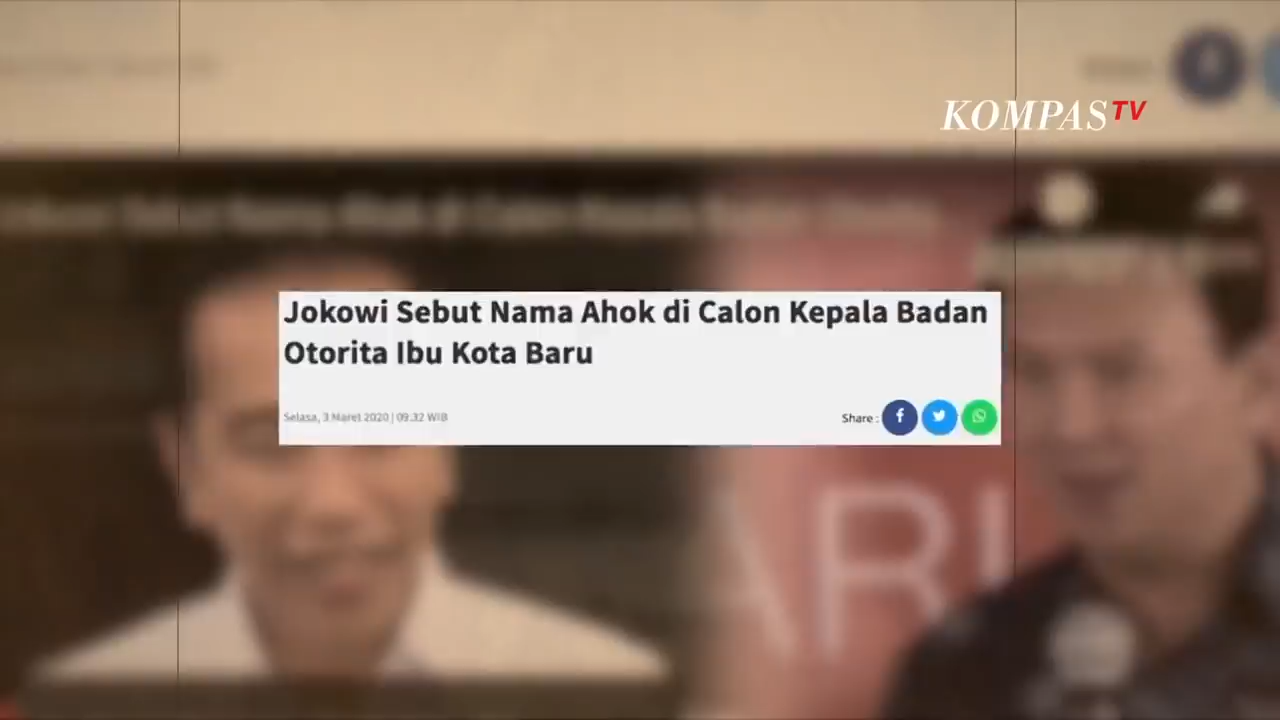 KOMPASTV
Jokowi Sebut Nama Ahok di Calon Kepala Badan
Otorita Ibu Kota Baru
Selasa, 3 Maret 2020 | 09:32 WIB
Share :
ARI